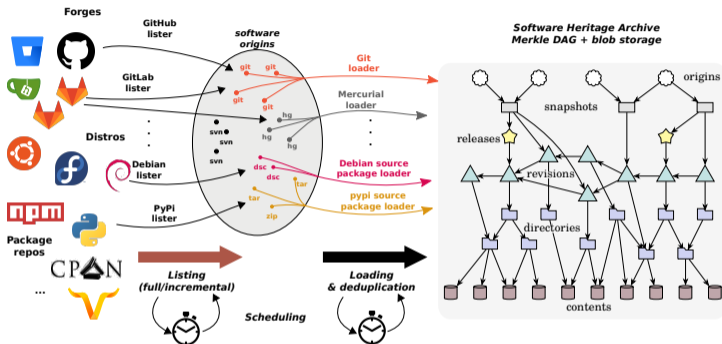 Forges
GitHub
lister
GitLab
lister
Distros
Debian
lister
npm
PyPi
lister
Package
repos
CPAN
...
software
origins
git
git
git
git
svn
svn
svn
hg
hg
hg
dsc
dsc
tar
tar
zip
Git
loader
Mercurial
loader
Debian source
package loader
pypi source
package loader
Listing
(full/incremental)
Scheduling
Loading
& deduplication
Software Heritage Archive
Merkle DAG + blob storage
origins
snapshots
releases
revisions
directories
contents